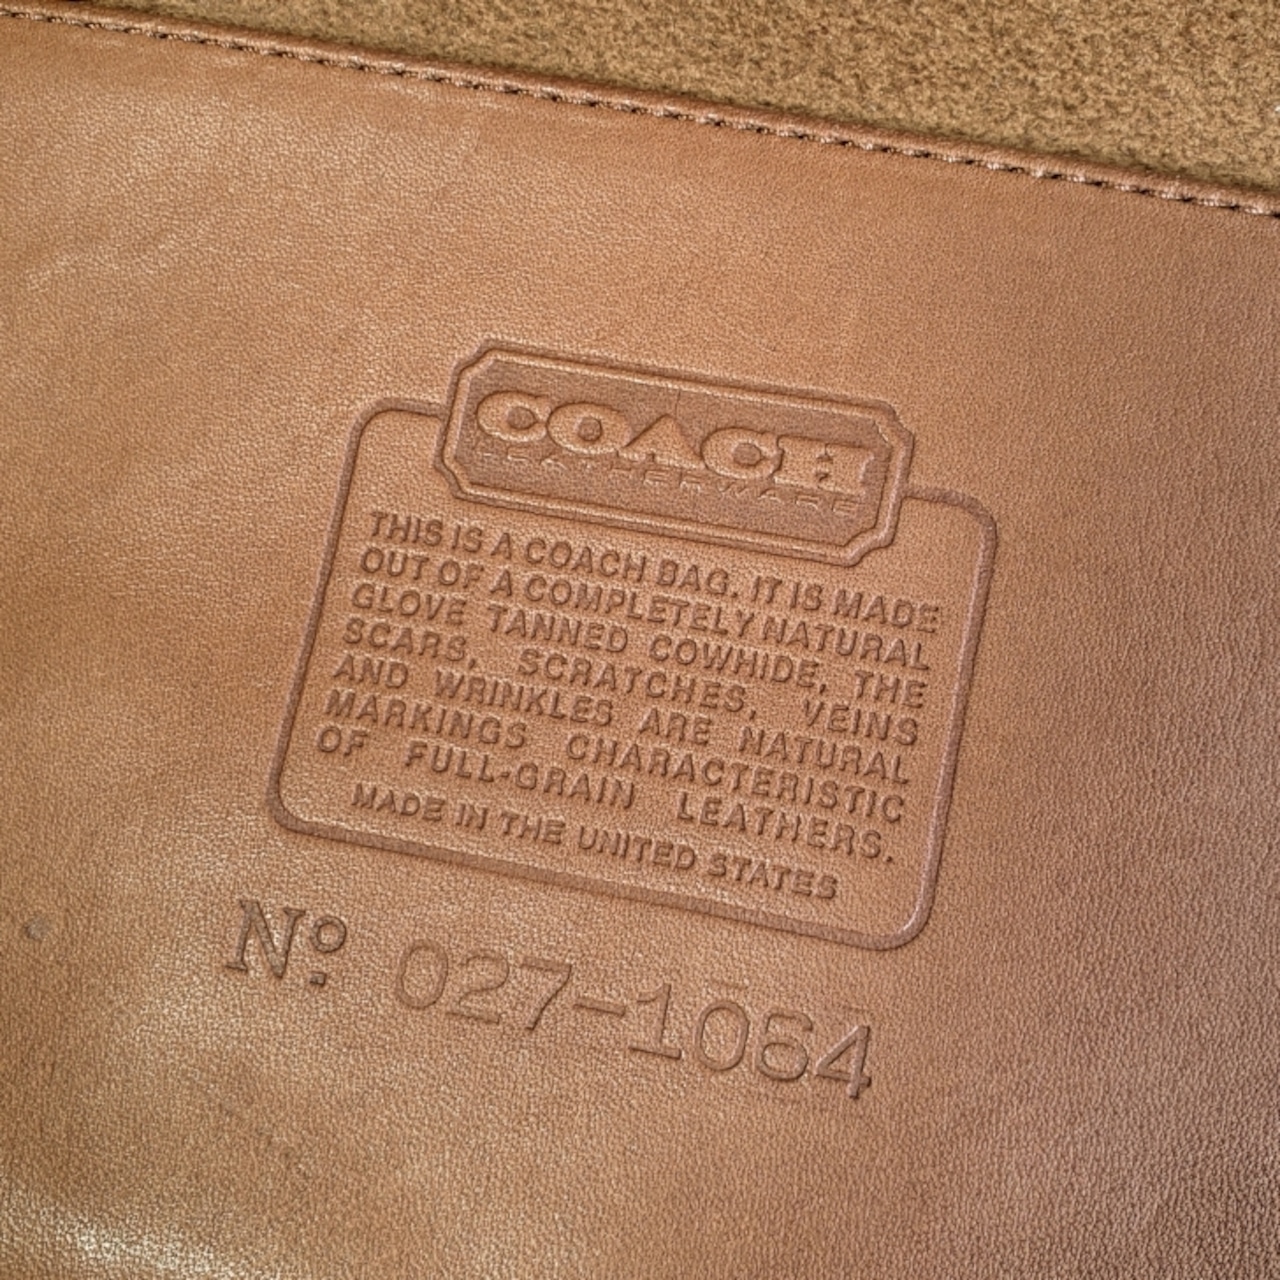 COACH
LEATHERWARE
THIS IS A COACH BAG. IT IS MADE
OUT OF A COMPLETELY NATURAL
GLOVE TANNED COWHIDE, THE
SCARS, SCRATCHES, VEINS
AND WRINKLES ARE NATURAL
MARKINGS CHARACTERISTIC
OF FULL-GRAIN LEATHERS.
MADE IN THE UNITED STATES
Nº 027-1064